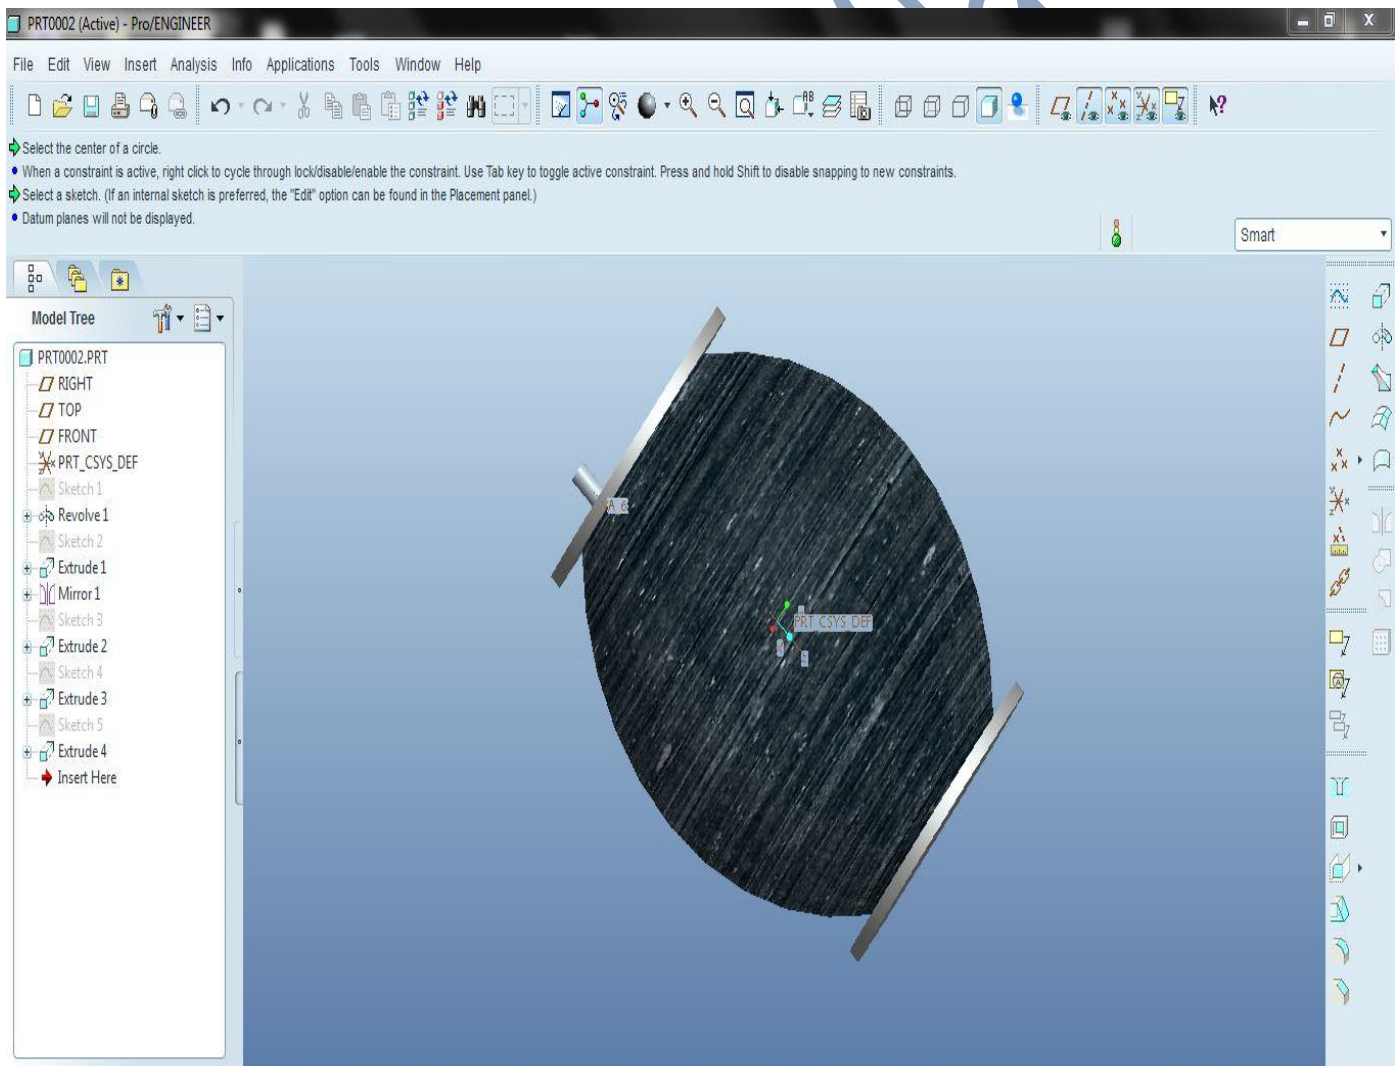 PRT0002 (Active) - Pro/ENGINEER
File Edit View Insert Analysis Info Applications Tools Window Help
Select the center of a circle.
When a constraint is active, right click to cycle through lock/disable/enable the constraint. Use Tab key to toggle active constraint. Press and hold Shift to disable snapping to new constraints.
Select a sketch. (If an internal sketch is preferred, the "Edit" option can be found in the Placement panel.)
Datum planes will not be displayed.
Smart
Model Tree
PRT0002.PRT
RIGHT
TOP
FRONT
PRT_CSYS_DEF
Sketch 1
Revolve 1
Sketch 2
Extrude 1
Mirror 1
Sketch 3
Extrude 2
Sketch 4
Extrude 3
Sketch 5
Extrude 4
Insert Here
A_6
PRT_CSYS_DEF